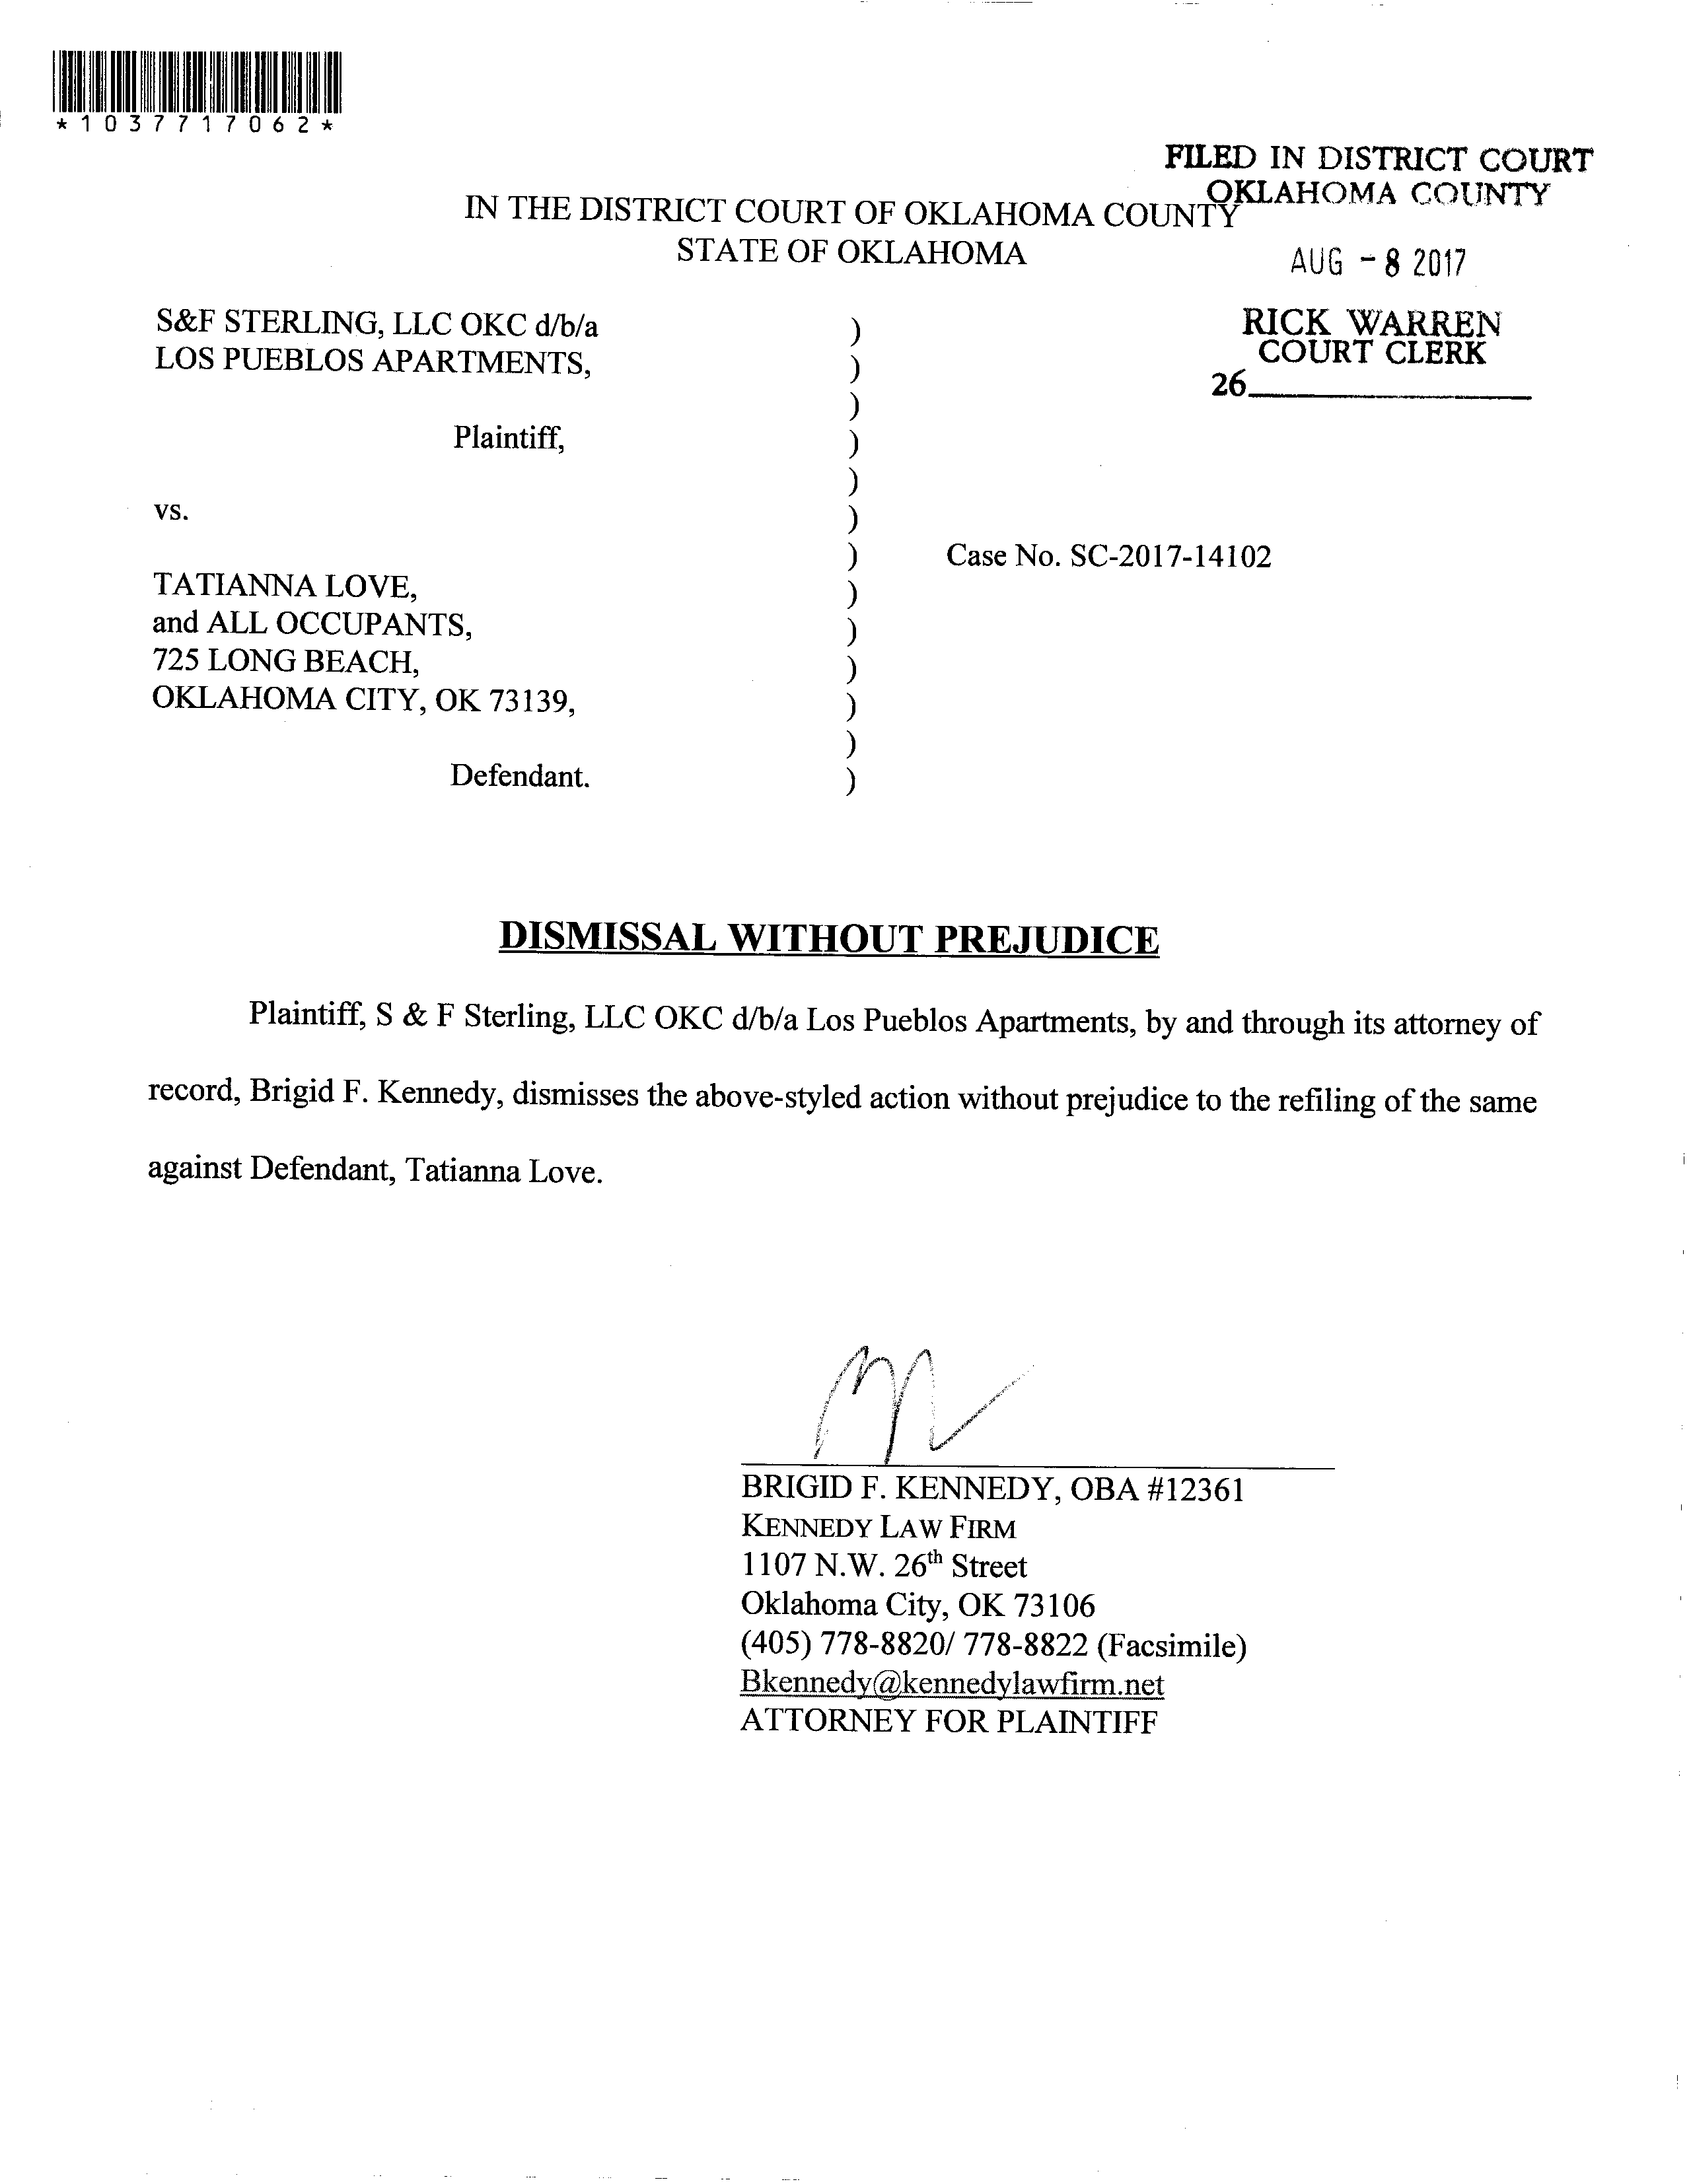 *1037717062*
FILED IN DISTRICT COURT
OKLAHOMA COUNTY
IN THE DISTRICT COURT OF OKLAHOMA COUNTY
STATE OF OKLAHOMA
AUG - 8 2017
RICK WARREN
COURT CLERK
26
S&F STERLING, LLC OKC d/b/a )
LOS PUEBLOS APARTMENTS, )
)
Plaintiff, )
)
vs. )
) Case No. SC-2017-14102
TATIANNA LOVE, )
and ALL OCCUPANTS, )
725 LONG BEACH, )
OKLAHOMA CITY, OK 73139, )
)
Defendant. )
DISMISSAL WITHOUT PREJUDICE
Plaintiff, S & F Sterling, LLC OKC d/b/a Los Pueblos Apartments, by and through its attorney of
record, Brigid F. Kennedy, dismisses the above-styled action without prejudice to the refiling of the same
against Defendant, Tatianna Love.
BRIGID F. KENNEDY, OBA #12361
KENNEDY LAW FIRM
1107 N.W. 26th Street
Oklahoma City, OK 73106
(405) 778-8820/ 778-8822 (Facsimile)
Bkennedy@kennedylawfirm.net
ATTORNEY FOR PLAINTIFF